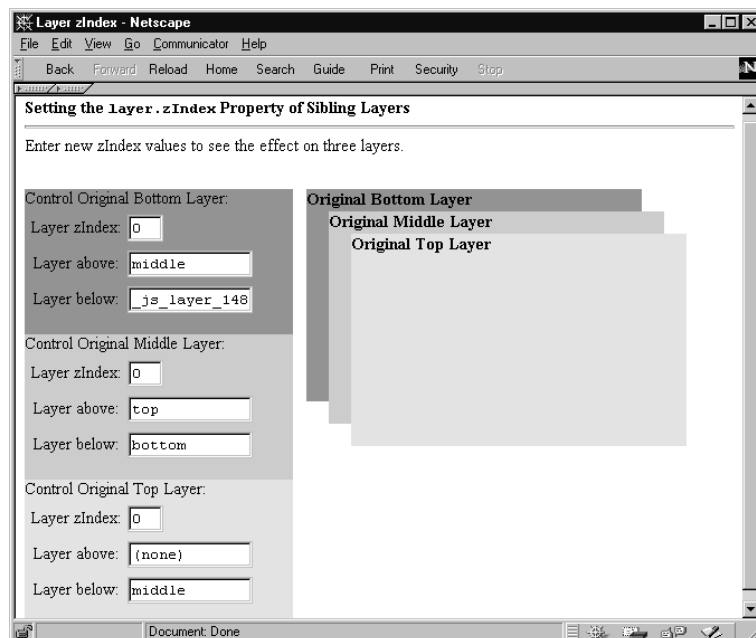 Layer zIndex - Netscape
File Edit View Go Communicator Help
Back Forward Reload Home Search Guide Print Security Stop
N
Setting the layer.zIndex Property of Sibling Layers
Enter new zIndex values to see the effect on three layers.
Control Original Bottom Layer:
Layer zIndex: 0
Layer above: middle
Layer below: _js_layer_148
Control Original Middle Layer:
Layer zIndex: 0
Layer above: top
Layer below: bottom
Control Original Top Layer:
Layer zIndex: 0
Layer above: (none)
Layer below: middle
Original Bottom Layer
Original Middle Layer
Original Top Layer
Document: Done